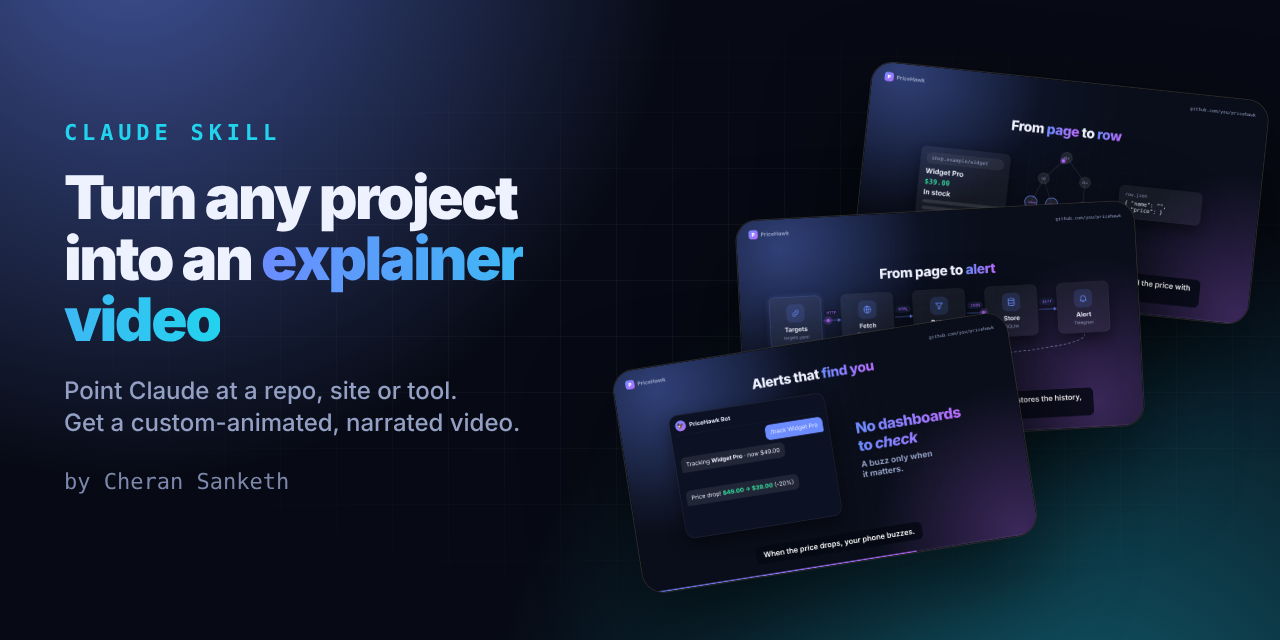 CLAUDE SKILL
Turn any project
into an explainer
video
Point Claude at a repo, site or tool.
Get a custom-animated, narrated video.
by Cheran Sanketh
PriceHawk
github.com/you/pricehawk
From page to row
shop.example/widget
Widget Pro
$39.00
In stock
row.json
{ "name": "",
"price": }
the price with
PriceHawk
github.com/you/pricehawk
From page to alert
Targets
Fetch
Store
Alert
Telegram
stores the history,
PriceHawk
github.com/you/pricehawk
Alerts that find you
PriceHawk Bot
/track Widget Pro
Tracking Widget Pro · now $49.00
Price drop! $49.00 → $39.00 (-20%)
No dashboards
to check
A buzz only when
it matters.
When the price drops, your phone buzzes.